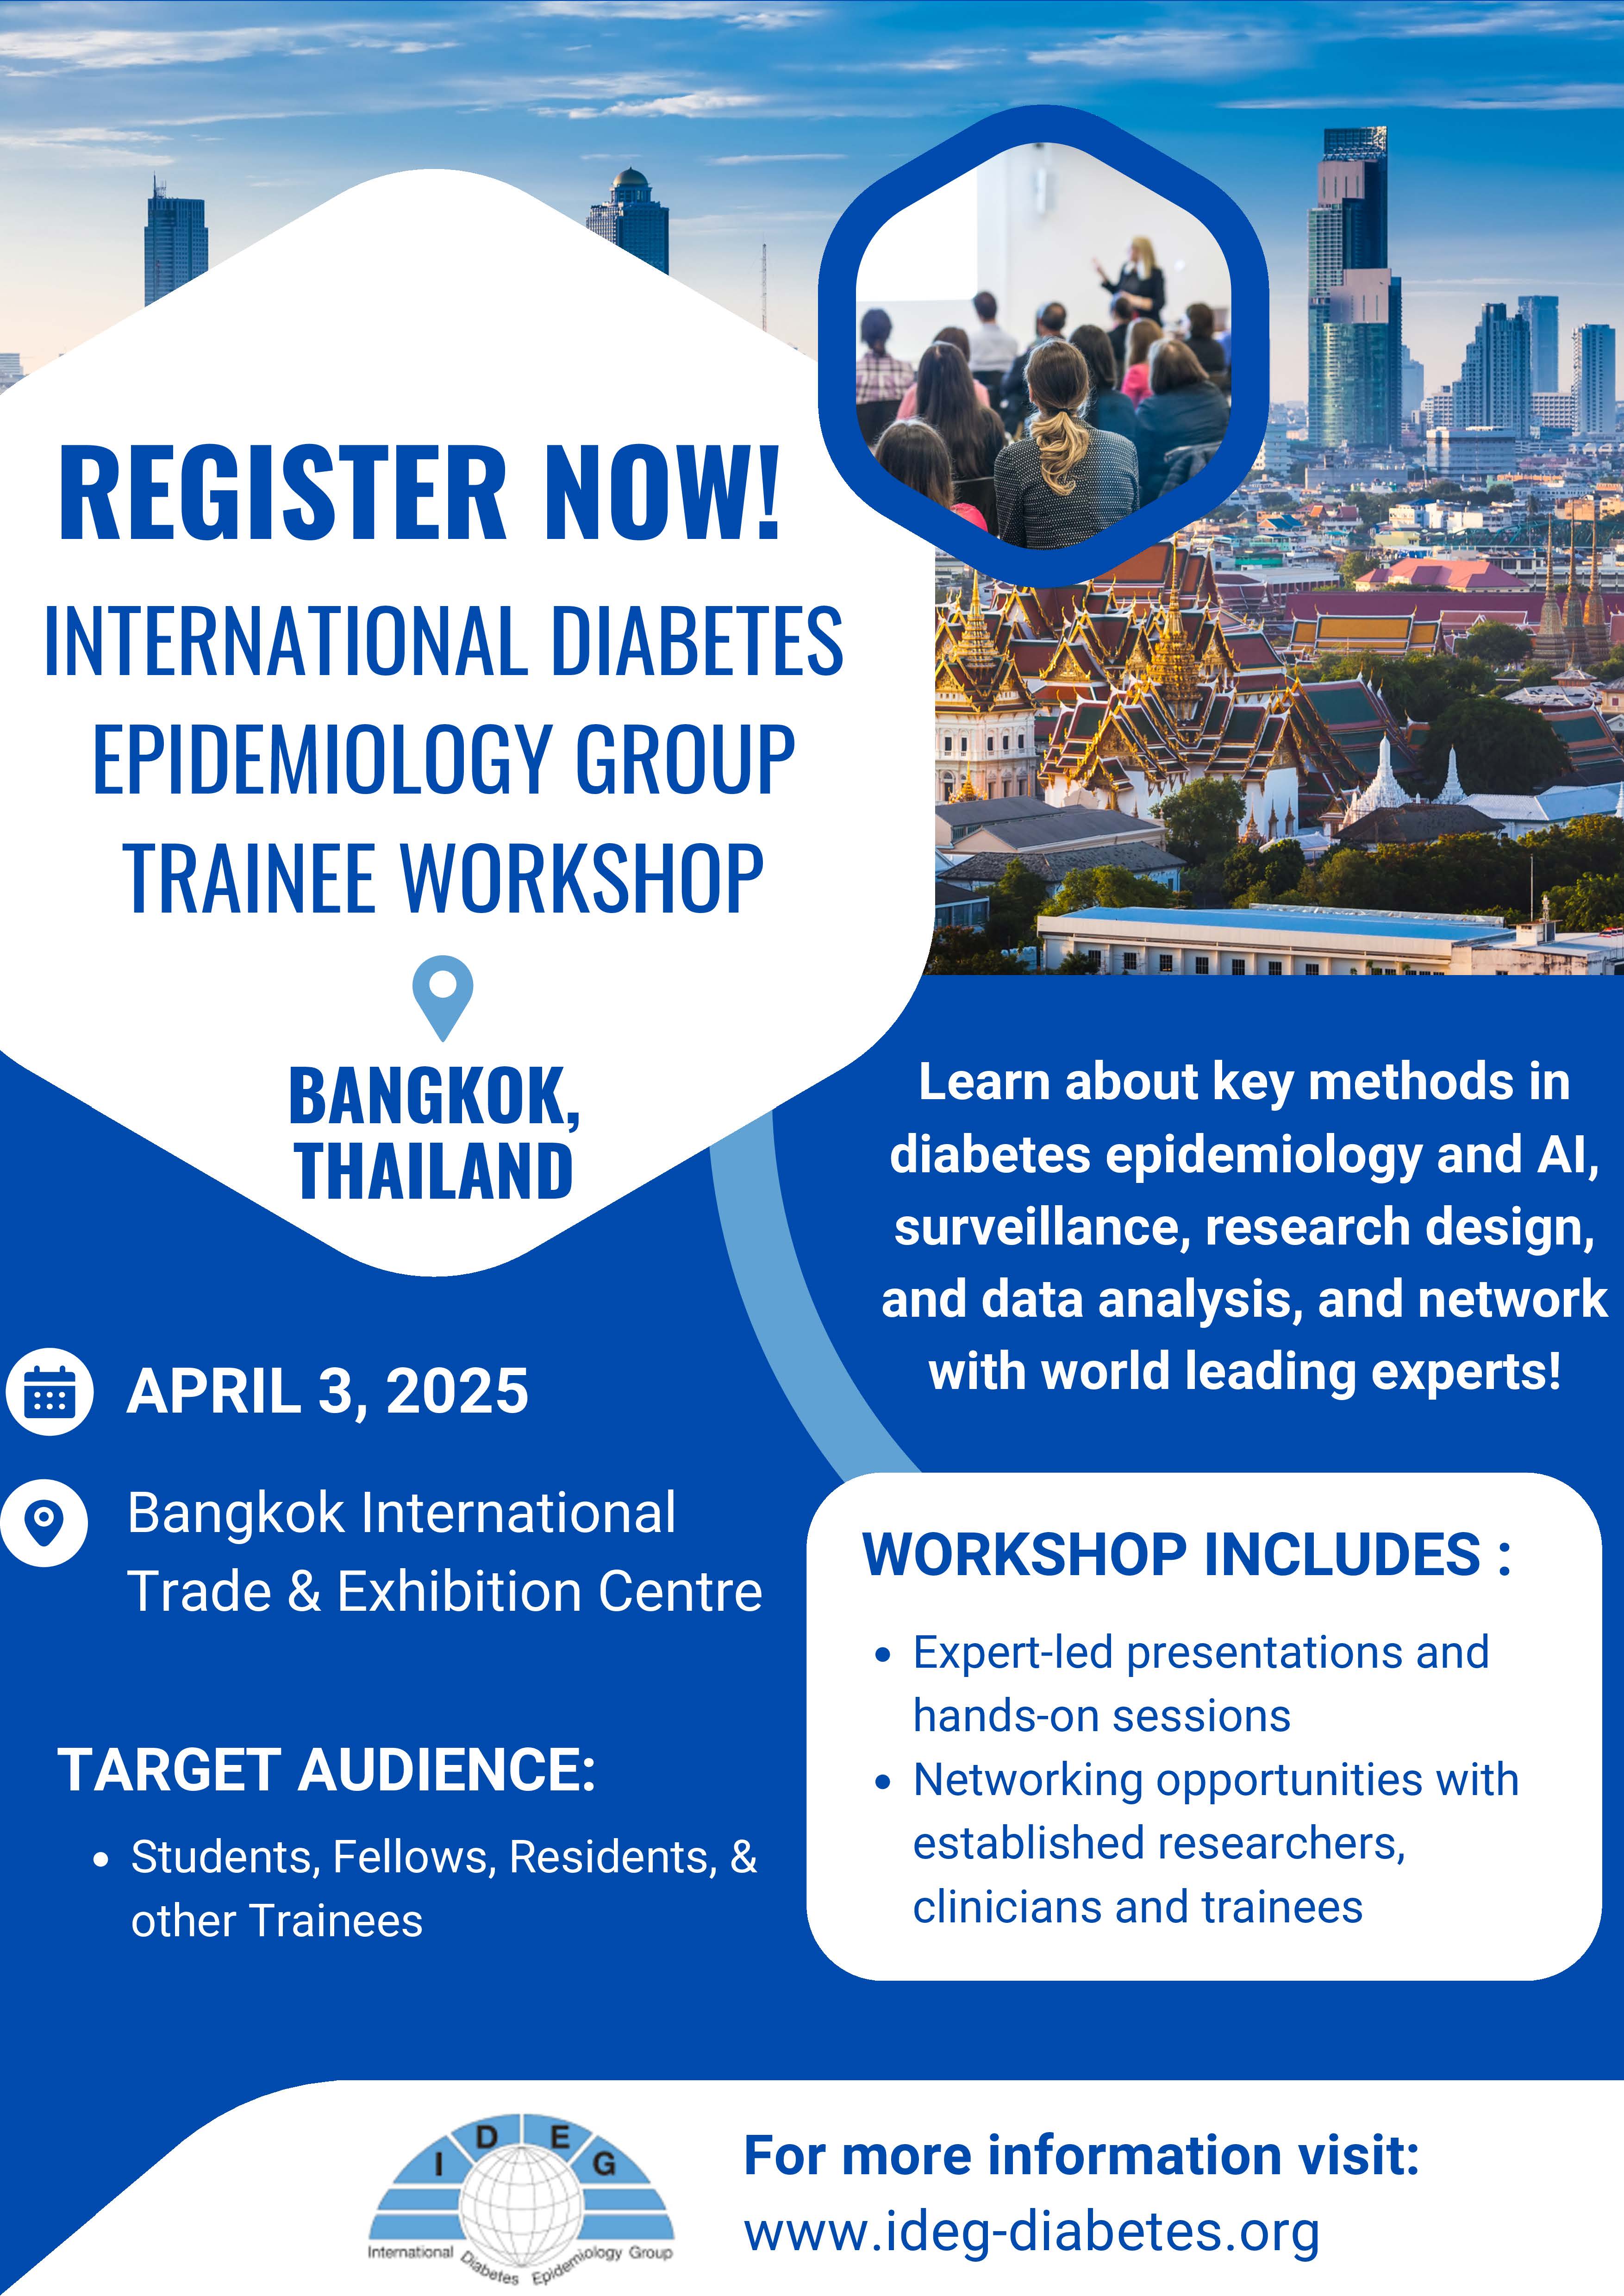 REGISTER NOW!
INTERNATIONAL DIABETES
EPIDEMIOLOGY GROUP
TRAINEE WORKSHOP
BANGKOK,
THAILAND
Learn about key methods in
diabetes epidemiology and AI,
surveillance, research design,
and data analysis, and network
with world leading experts!
APRIL 3, 2025
Bangkok International
Trade & Exhibition Centre
TARGET AUDIENCE:
• Students, Fellows, Residents, &
other Trainees
WORKSHOP INCLUDES :
• Expert-led presentations and
hands-on sessions
• Networking opportunities with
established researchers,
clinicians and trainees
I D E G
International Diabetes Epidemiology Group
For more information visit:
www.ideg-diabetes.org